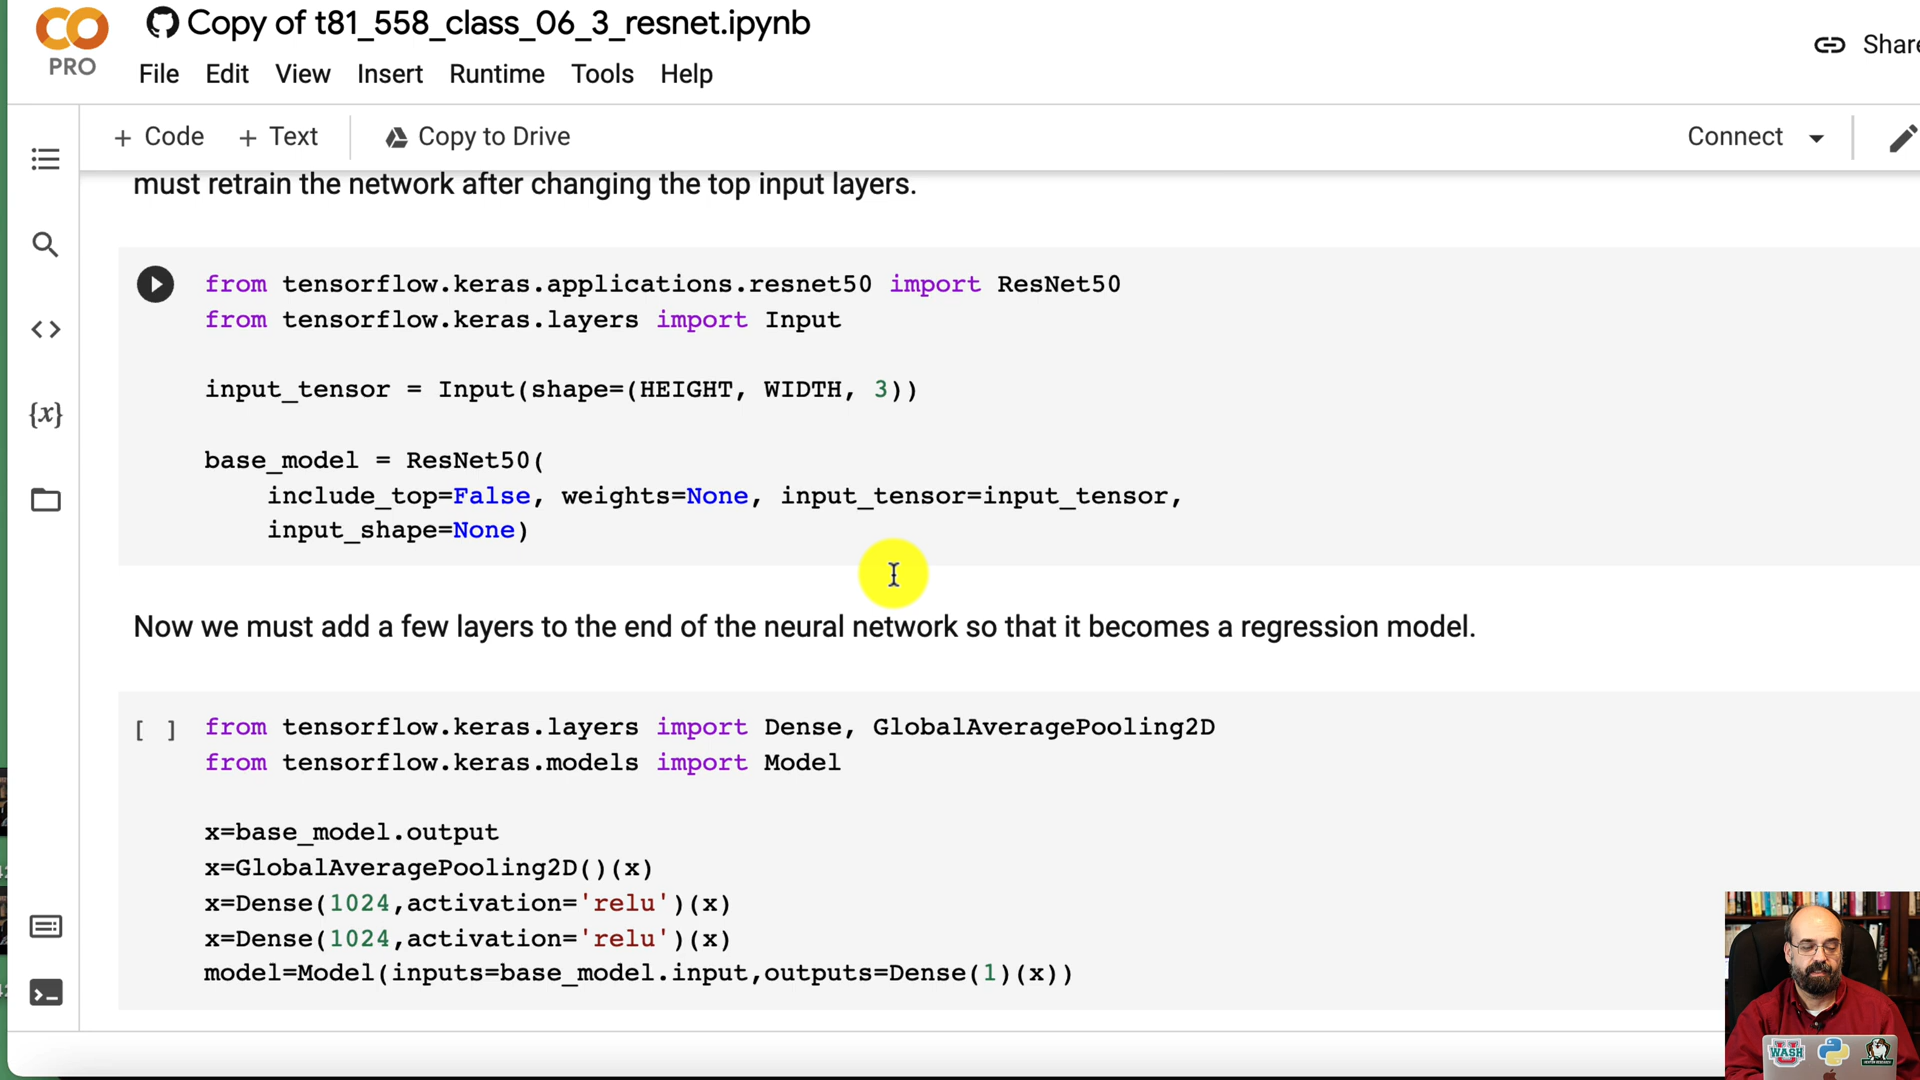 Copy of t81_558_class_06_3_resnet.ipynb
PRO
File Edit View Insert Runtime Tools Help
Share
+ Code + Text Copy to Drive Connect
must retrain the network after changing the top input layers.
from tensorflow.keras.applications.resnet50 import ResNet50
from tensorflow.keras.layers import Input
input_tensor = Input(shape=(HEIGHT, WIDTH, 3))
base_model = ResNet50(
include_top=False, weights=None, input_tensor=input_tensor,
input_shape=None)
Now we must add a few layers to the end of the neural network so that it becomes a regression model.
[ ] from tensorflow.keras.layers import Dense, GlobalAveragePooling2D
from tensorflow.keras.models import Model
x=base_model.output
x=GlobalAveragePooling2D()(x)
x=Dense(1024,activation='relu')(x)
x=Dense(1024,activation='relu')(x)
model=Model(inputs=base_model.input,outputs=Dense(1)(x))
WASH